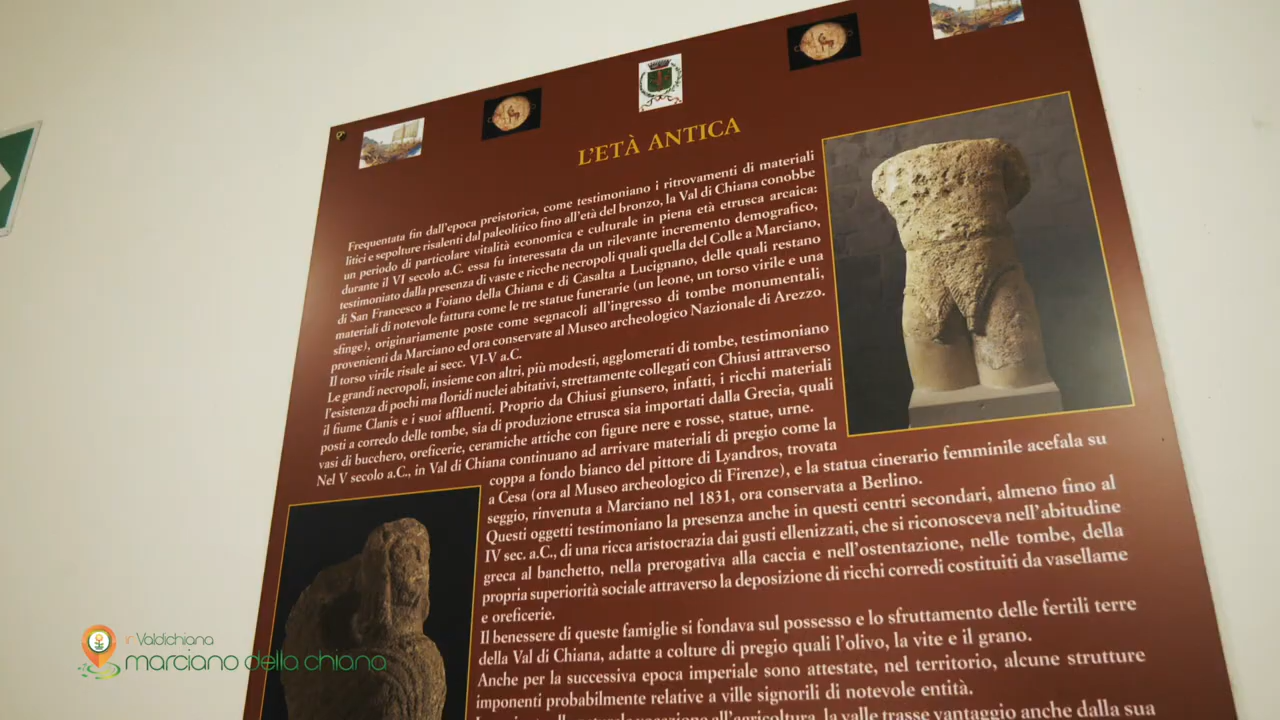 L'ETÀ ANTICA
Frequentata fin dall'epoca preistorica, come testimoniano i ritrovamenti di materiali
litici e sepolture risalenti dal paleolitico fino all'età del bronzo, la Val di Chiana conobbe
un periodo di particolare vitalità economica e culturale in piena età etrusca arcaica:
durante il VI secolo a.C. essa fu interessata da un rilevante incremento demografico,
testimoniato dalla presenza di vaste e ricche necropoli quali quella del Colle a Marciano,
di San Francesco a Foiano della Chiana e di Casalta a Lucignano, delle quali restano
materiali di notevole fattura come le tre statue funerarie (un leone, un torso virile e una
sfinge), originariamente poste come segnacoli all'ingresso di tombe monumentali,
provenienti da Marciano ed ora conservate al Museo archeologico Nazionale di Arezzo.
Il torso virile risale ai secc. VI-V a.C.
Le grandi necropoli, insieme con altri, più modesti, agglomerati di tombe, testimoniano
l'esistenza di pochi ma floridi nuclei abitativi, strettamente collegati con Chiusi attraverso
il fiume Clanis e i suoi affluenti. Proprio da Chiusi giunsero, infatti, i ricchi materiali
posti a corredo delle tombe, sia di produzione etrusca sia importati dalla Grecia, quali
vasi di bucchero, oreficerie, ceramiche attiche con figure nere e rosse, statue, urne.
Nel V secolo a.C., in Val di Chiana continuano ad arrivare materiali di pregio come la
coppa a fondo bianco del pittore di Lyandros, trovata
a Cesa (ora al Museo archeologico di Firenze), e la statua cinerario femminile acefala su
seggio, rinvenuta a Marciano nel 1831, ora conservata a Berlino.
Questi oggetti testimoniano la presenza anche in questi centri secondari, almeno fino al
IV sec. a.C., di una ricca aristocrazia dai gusti ellenizzati, che si riconosceva nell'abitudine
greca al banchetto, nella prerogativa alla caccia e nell'ostentazione, nelle tombe, della
propria superiorità sociale attraverso la deposizione di ricchi corredi costituiti da vasellame
e oreficerie.
Il benessere di queste famiglie si fondava sul possesso e lo sfruttamento delle fertili terre
della Val di Chiana, adatte a colture di pregio quali l'olivo, la vite e il grano.
Anche per la successiva epoca imperiale sono attestate, nel territorio, alcune strutture
imponenti probabilmente relative a ville signorili di notevole entità.
all'agricoltura, la valle trasse vantaggio anche dalla sua
in Valdichiana
marciano della chiana